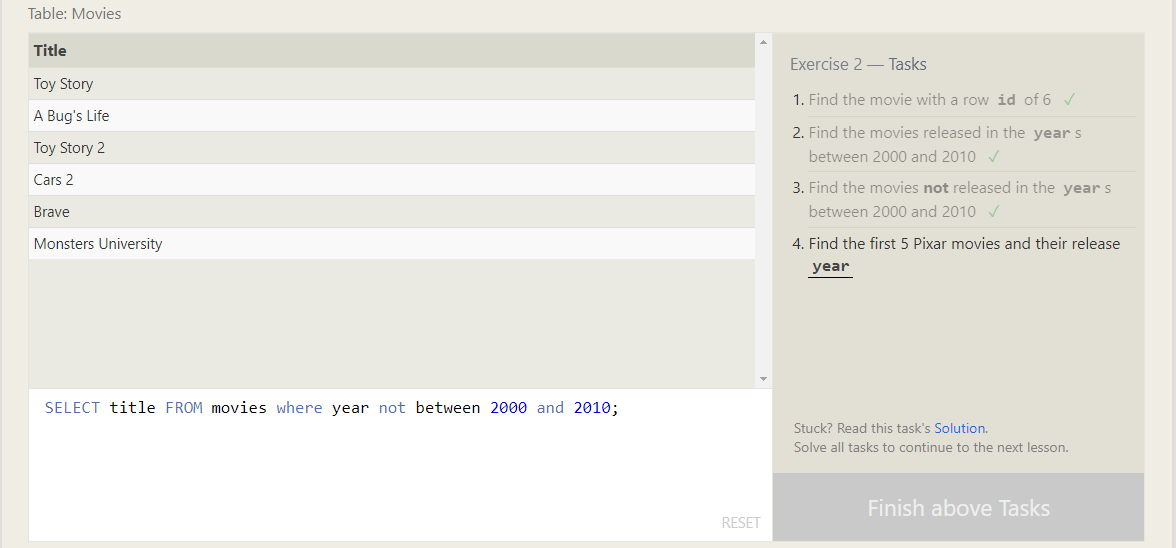 Table: Movies
Title
Toy Story
A Bug's Life
Toy Story 2
Cars 2
Brave
Monsters University
SELECT title FROM movies where year not between 2000 and 2010;
RESET
Exercise 2 — Tasks
1. Find the movie with a row id of 6 ✓
2. Find the movies released in the year s
between 2000 and 2010 ✓
3. Find the movies not released in the year s
between 2000 and 2010 ✓
4. Find the first 5 Pixar movies and their release
year
Stuck? Read this task's Solution.
Solve all tasks to continue to the next lesson.
Finish above Tasks